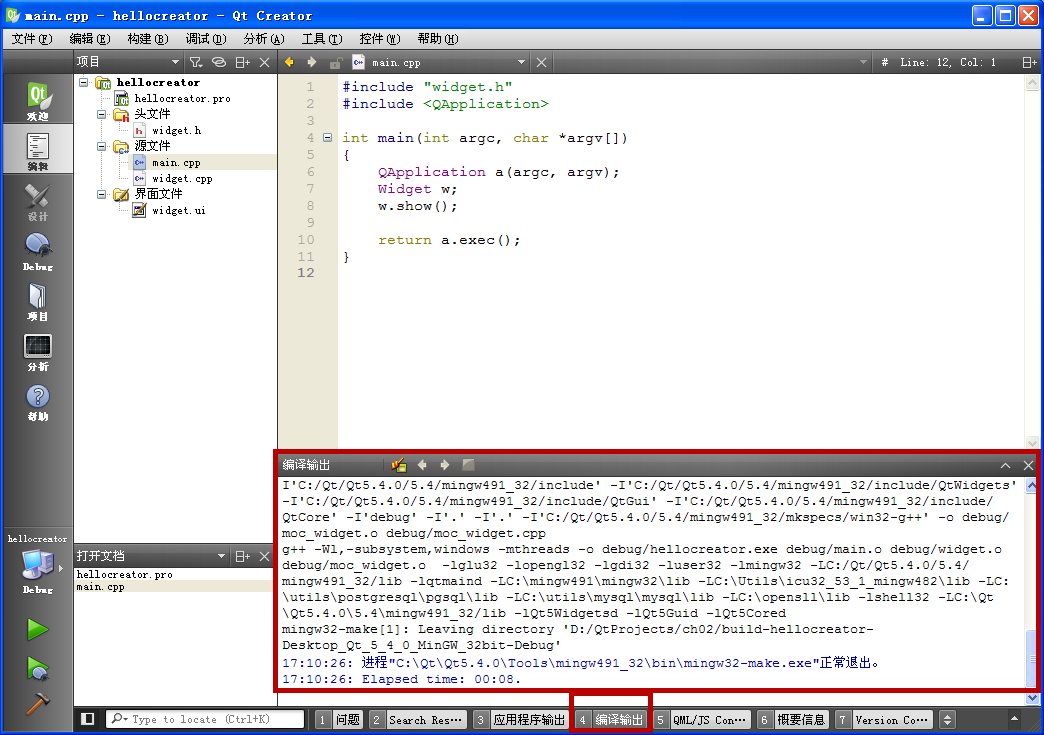 main.cpp - hellocreator - Qt Creator
文件(F) 编辑(E) 构建(B) 调试(D) 分析(A) 工具(T) 控件(W) 帮助(H)
项目
main.cpp
# Line: 12, Col: 1
hellocreator
hellocreator.pro
头文件
widget.h
源文件
main.cpp
widget.cpp
界面文件
widget.ui
Qt
欢迎
编辑
设计
Debug
项目
分析
帮助
hellocreator
Debug
1 #include "widget.h"
2 #include <QApplication>
3
4 int main(int argc, char *argv[])
5 {
6 QApplication a(argc, argv);
7 Widget w;
8 w.show();
9
10 return a.exec();
11 }
12
编译输出
I'C:/Qt/Qt5.4.0/5.4/mingw491_32/include' -I'C:/Qt/Qt5.4.0/5.4/mingw491_32/include/QtWidgets'
-I'C:/Qt/Qt5.4.0/5.4/mingw491_32/include/QtGui' -I'C:/Qt/Qt5.4.0/5.4/mingw491_32/include/
QtCore' -I'debug' -I'.' -I'.' -I'C:/Qt/Qt5.4.0/5.4/mingw491_32/mkspecs/win32-g++' -o debug/
moc_widget.o debug/moc_widget.cpp
g++ -Wl,-subsystem,windows -mthreads -o debug/hellocreator.exe debug/main.o debug/widget.o
debug/moc_widget.o -lglu32 -lopengl32 -lgdi32 -luser32 -lmingw32 -LC:/Qt/Qt5.4.0/5.4/
mingw491_32/lib -lqtmaind -LC:\mingw491\mingw32\lib -LC:\Utils\icu32_53_1_mingw482\lib -LC:
\utils\postgresql\pgsql\lib -LC:\utils\mysql\mysql\lib -LC:\openssl\lib -lshell32 -LC:\Qt
\Qt5.4.0\5.4\mingw491_32/lib -lQt5Widgetsd -lQt5Guid -lQt5Cored
mingw32-make[1]: Leaving directory 'D:/QtProjects/ch02/build-hellocreator-
Desktop_Qt_5_4_0_MinGW_32bit-Debug'
17:10:26: 进程"C:\Qt\Qt5.4.0\Tools\mingw491_32\bin\mingw32-make.exe"正常退出。
17:10:26: Elapsed time: 00:08.
打开文档
hellocreator.pro
main.cpp
Type to locate (Ctrl+K)
1 问题 2 Search Res... 3 应用程序输出 4 编译输出 5 QML/JS Con... 6 概要信息 7 Version Co...